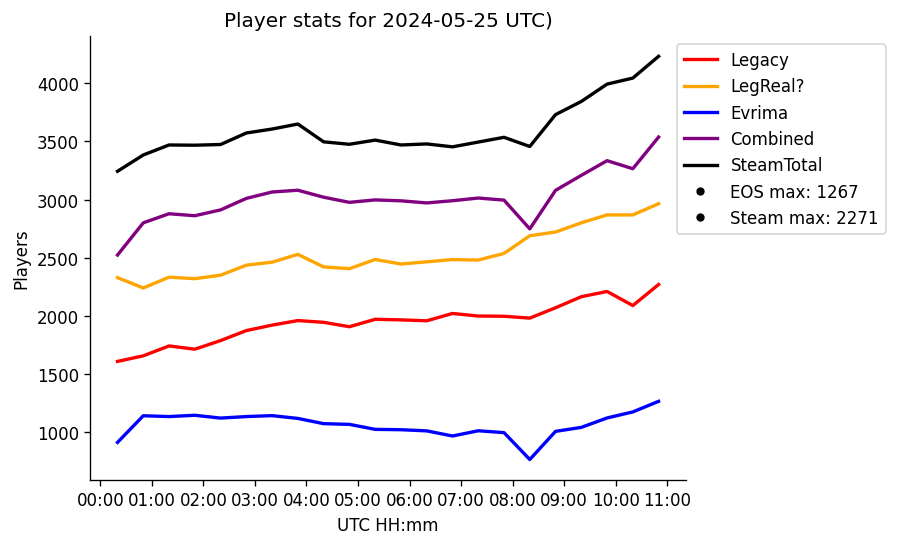 Player stats for 2024-05-25 UTC)
Players
4000
3500
3000
2500
2000
1500
1000
00:00 01:00 02:00 03:00 04:00 05:00 06:00 07:00 08:00 09:00 10:00 11:00
UTC HH:mm
Legacy
LegReal?
Evrima
Combined
SteamTotal
EOS max: 1267
Steam max: 2271